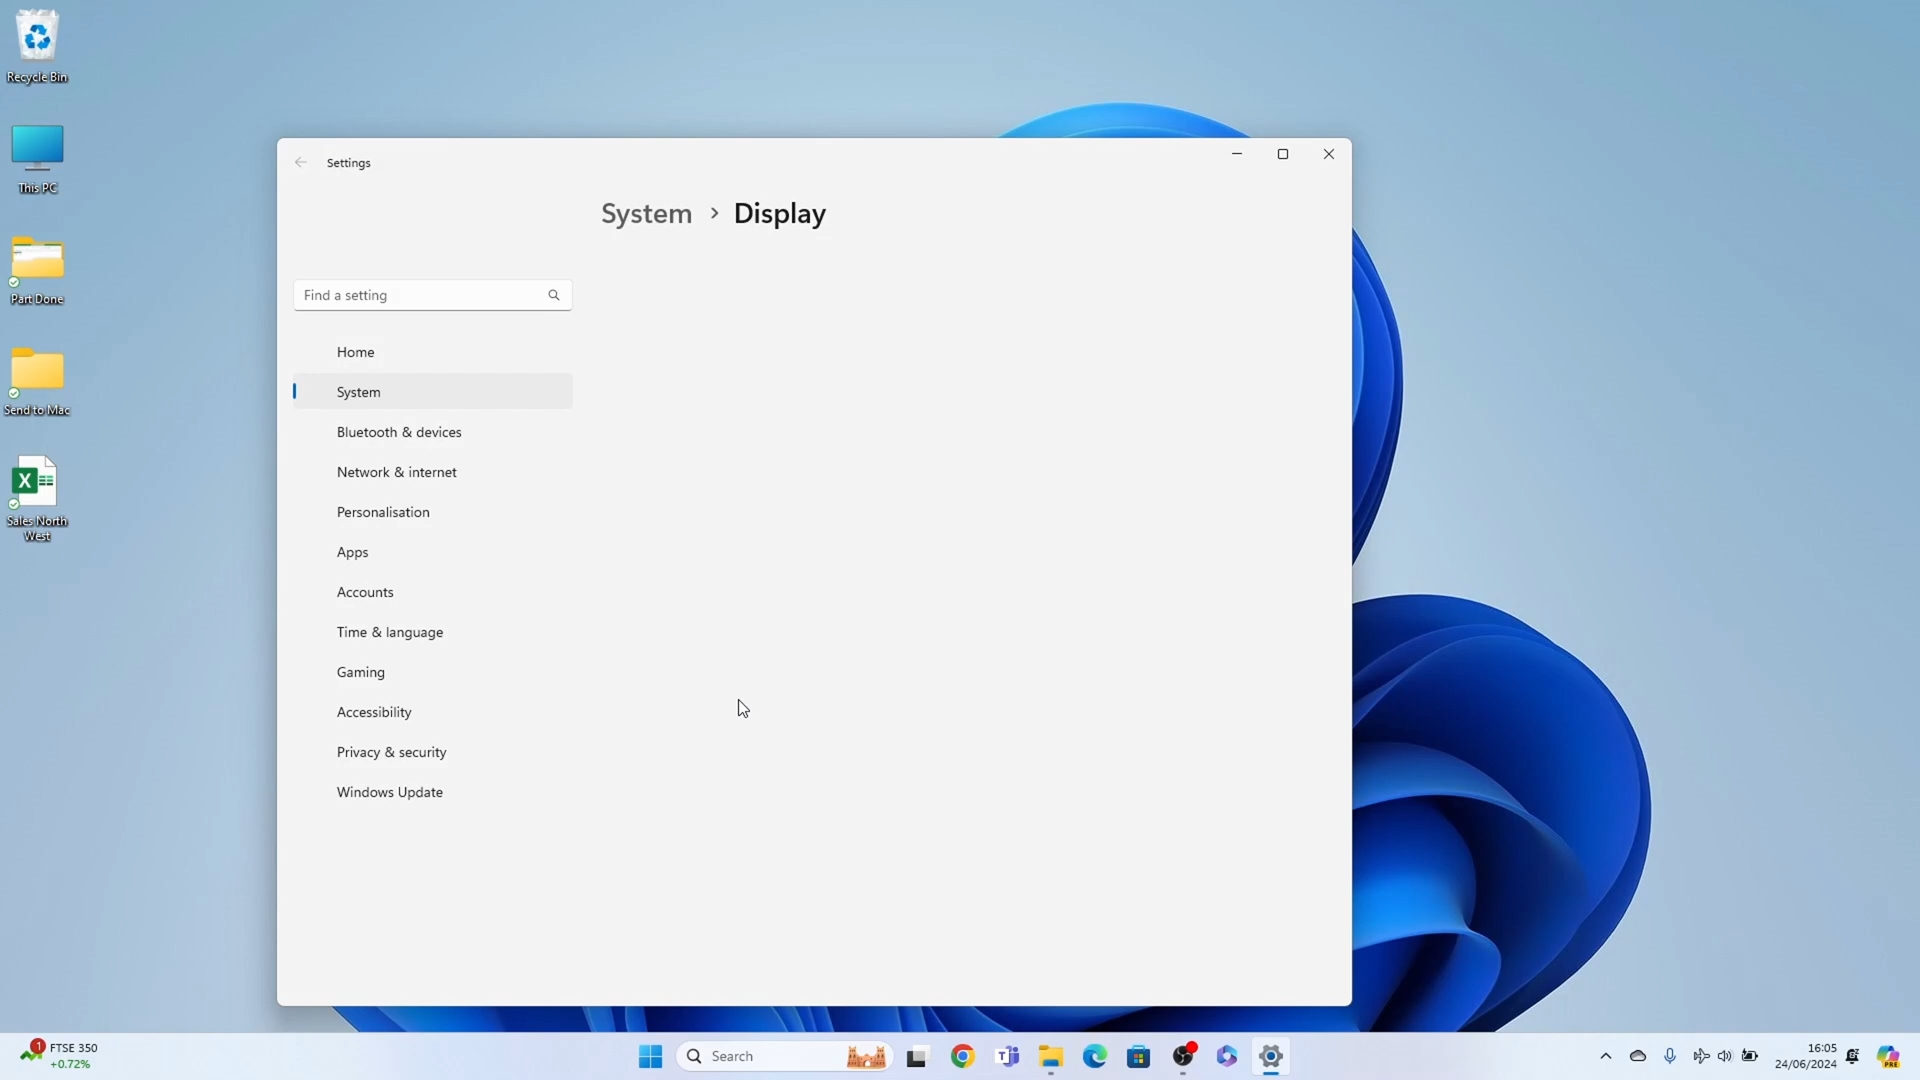 Recycle Bin
This PC
Part Done
Send to Mac
X
Sales North
West
Settings
System > Display
Find a setting
Home
System
Bluetooth & devices
Network & internet
Personalisation
Apps
Accounts
Time & language
Gaming
Accessibility
Privacy & security
Windows Update
1
FTSE 350
+0.72%
Search
16:05
24/06/2024
PRE